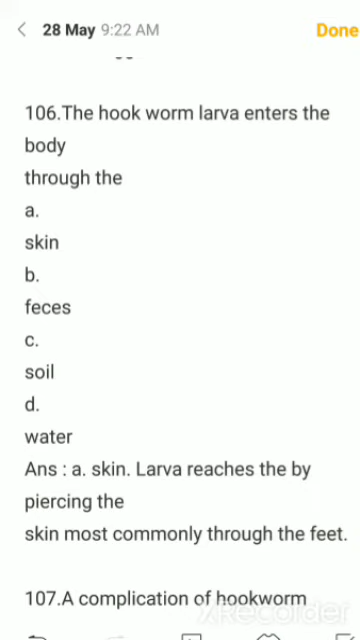 28 May 9:22 AM
Done
106.The hook worm larva enters the
body
through the
a.
skin
b.
feces
c.
soil
d.
water
Ans : a. skin. Larva reaches the by
piercing the
skin most commonly through the feet.
107.A complication of hookworm
XRecorder